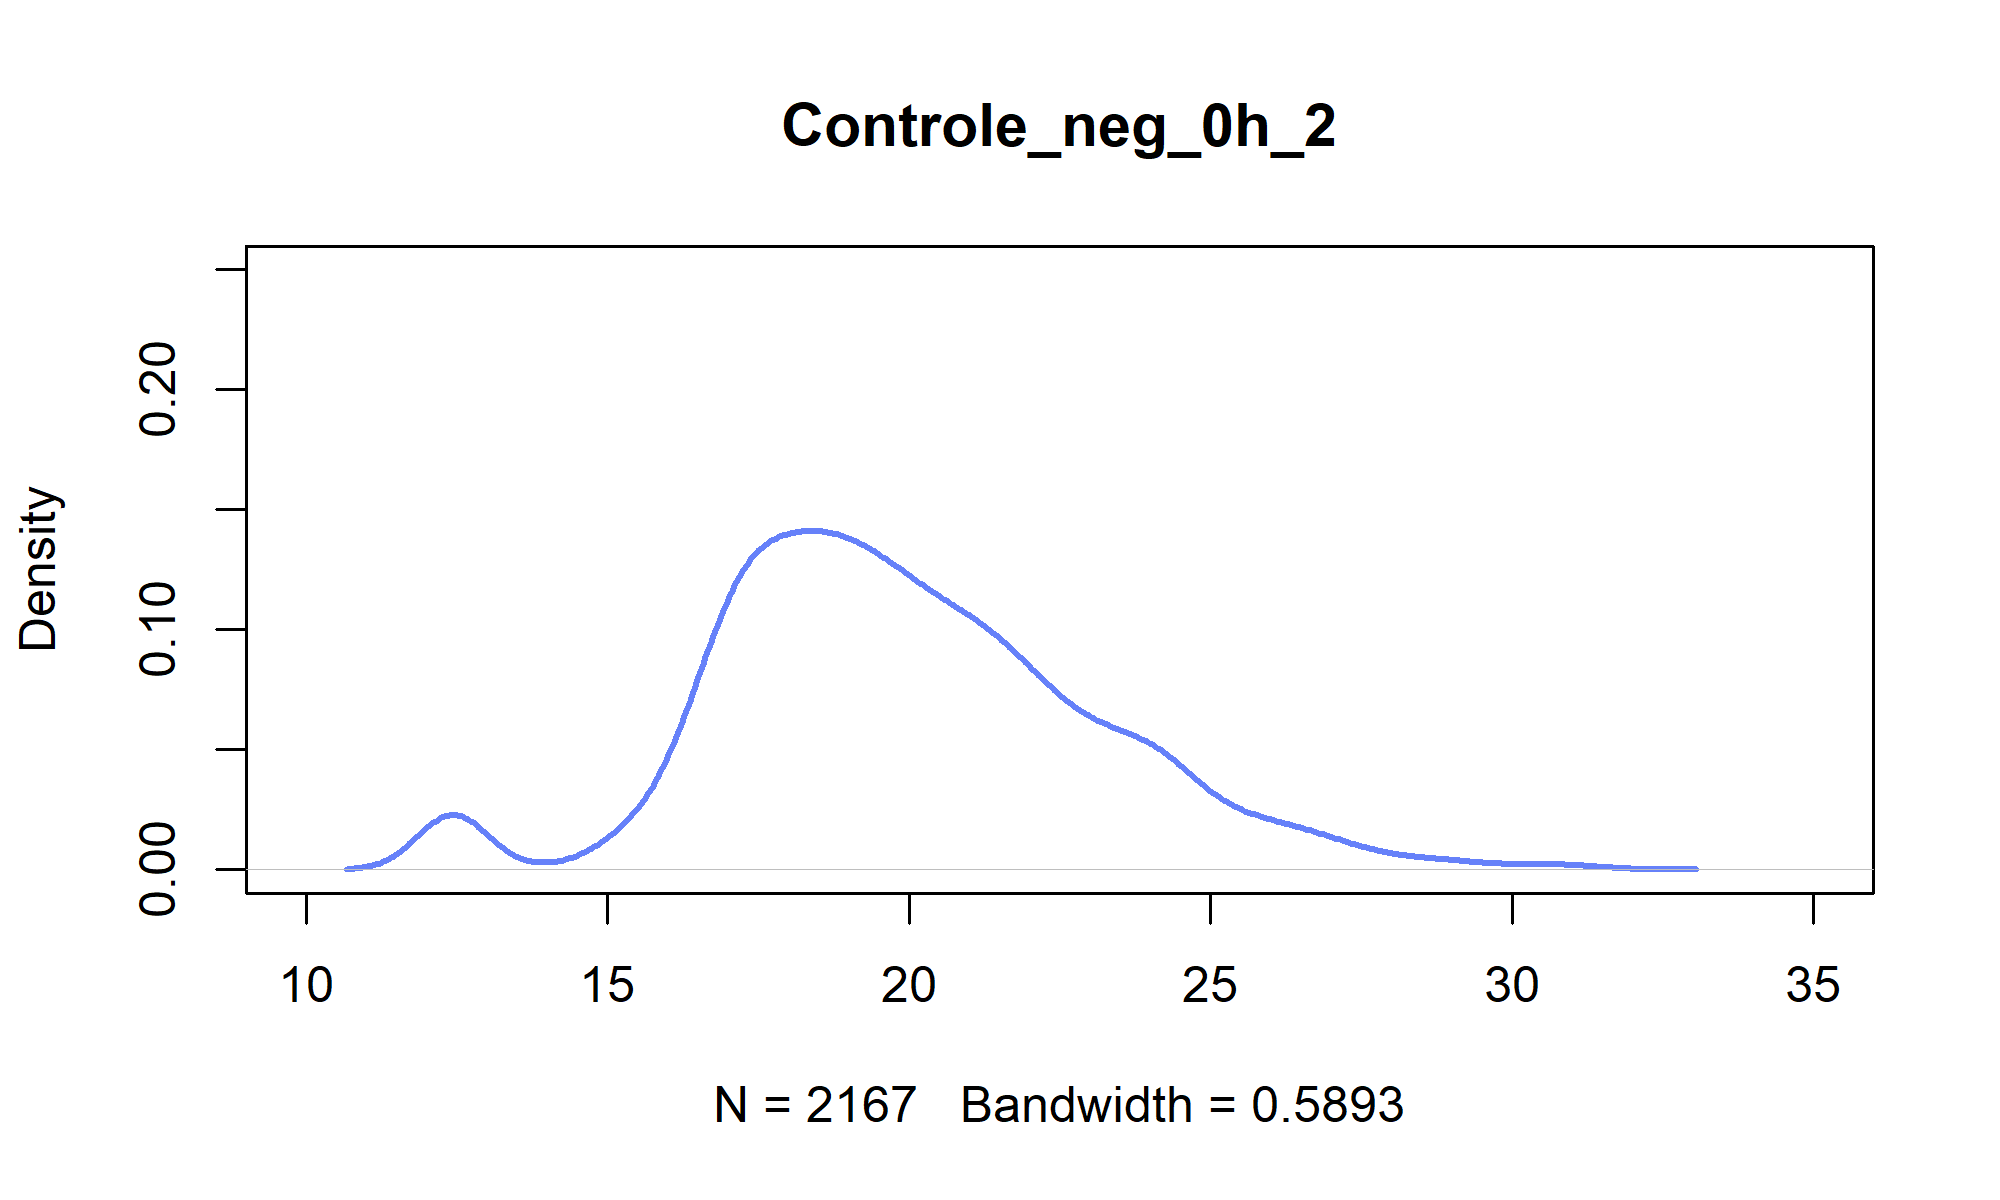 Controle_neg_0h_2
Density
0.20
0.10
0.00
10 15 20 25 30 35
N = 2167 Bandwidth = 0.5893